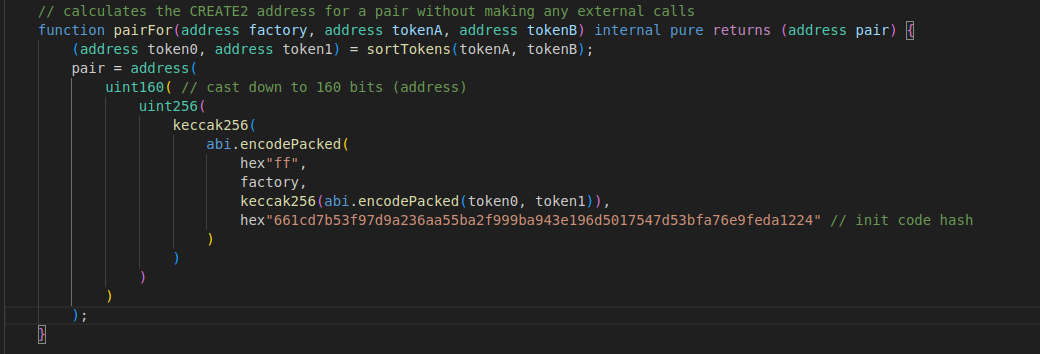 // calculates the CREATE2 address for a pair without making any external calls
function pairFor(address factory, address tokenA, address tokenB) internal pure returns (address pair) {
(address token0, address token1) = sortTokens(tokenA, tokenB);
pair = address(
uint160( // cast down to 160 bits (address)
uint256(
keccak256(
abi.encodePacked(
hex"ff",
factory,
keccak256(abi.encodePacked(token0, token1)),
hex"661cd7b53f97d9a236aa55ba2f999ba943e196d5017547d53bfa76e9feda1224" // init code hash
)
)
)
)
);
}